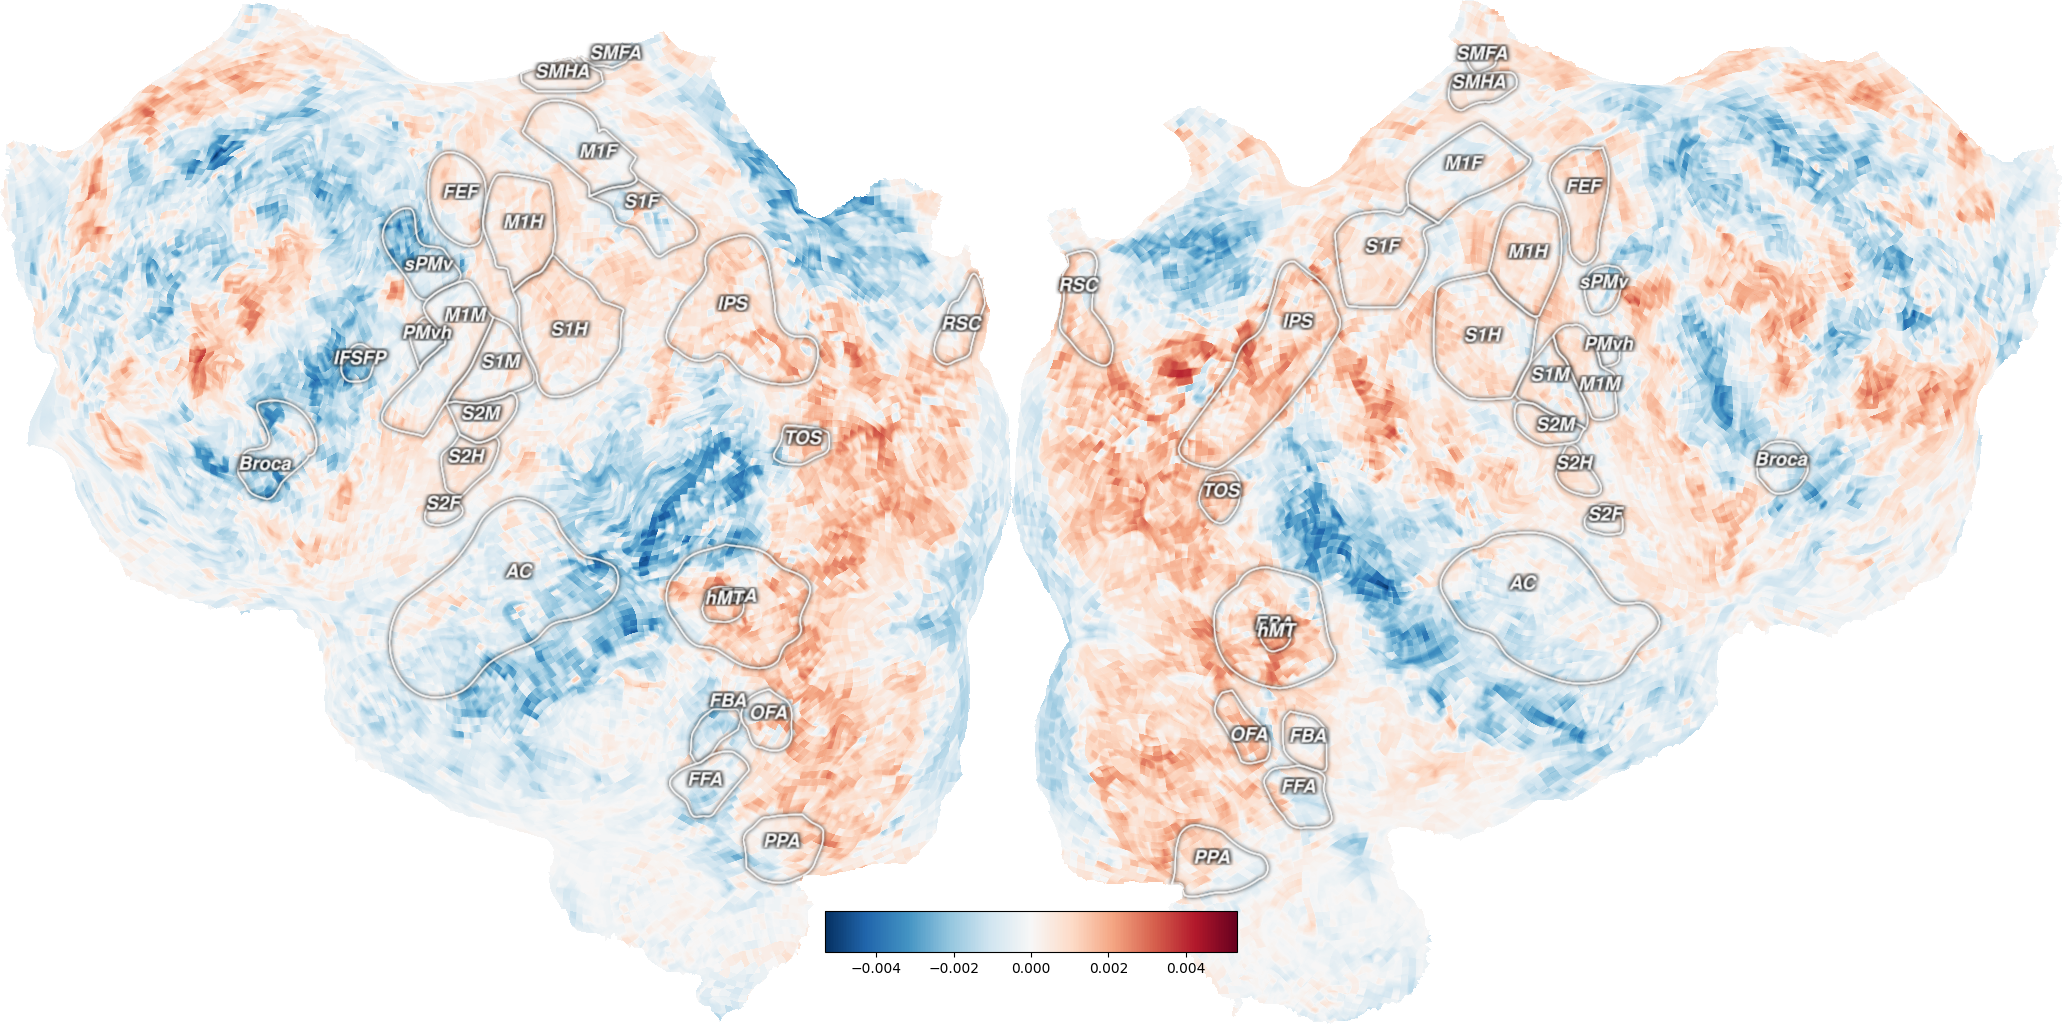 SMFA
SMHA
M1F
FEF
S1F
M1H
sPMv
IPS
M1M
PMvh
S1H
RSC
IFSFP
S1M
S2M
TOS
Broca
S2H
S2F
AC
hMT
FBA
OFA
FFA
PPA
SMFA
SMHA
M1F
FEF
S1F
M1H
RSC
sPMv
IPS
S1H
PMvh
S1M
M1M
S2M
Broca
S2H
TOS
S2F
AC
hMT
OFA
FBA
FFA
PPA
−0.004 −0.002 0.000 0.002 0.004